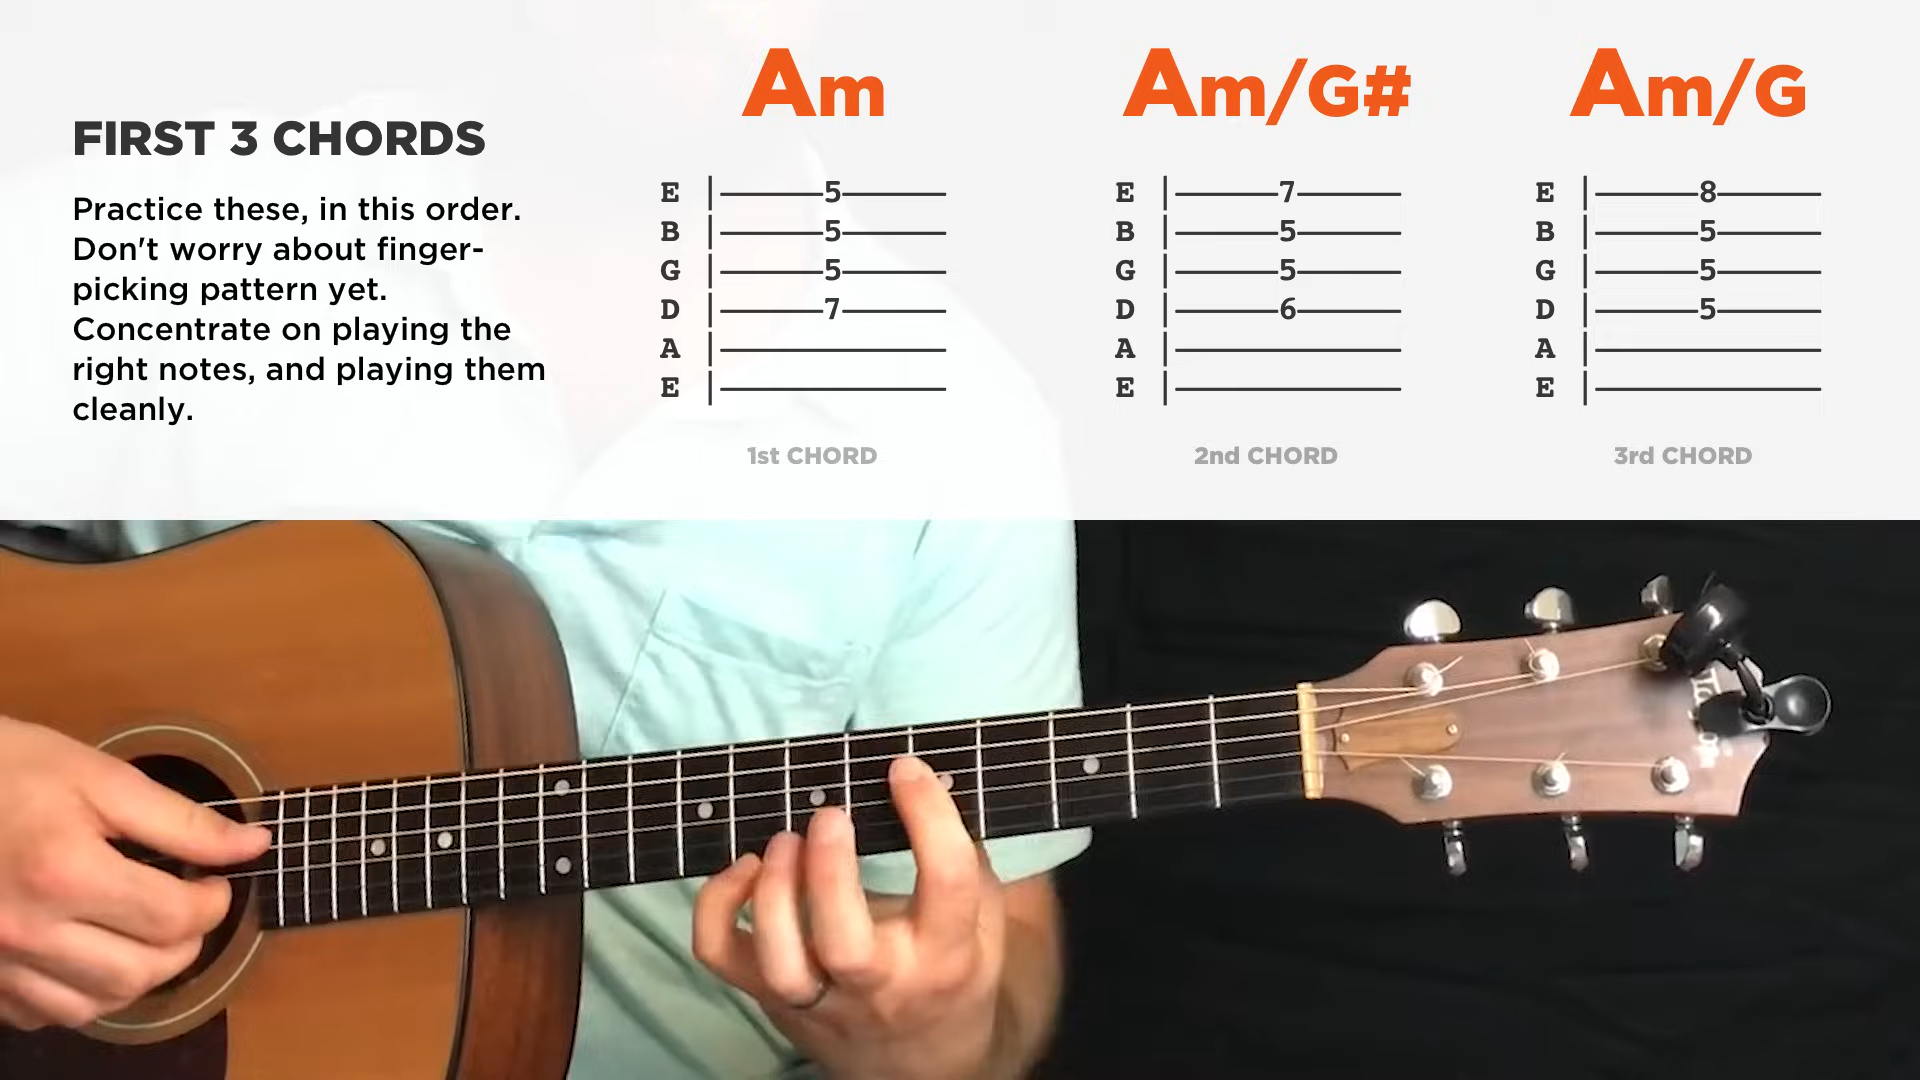 FIRST 3 CHORDS
Practice these, in this order.
Don't worry about finger-
picking pattern yet.
Concentrate on playing the
right notes, and playing them
cleanly.
Am
E |———5———
B |———5———
G |———5———
D |———7———
A |———————
E |———————
1st CHORD
Am/G#
E |———7———
B |———5———
G |———5———
D |———6———
A |———————
E |———————
2nd CHORD
Am/G
E |———8———
B |———5———
G |———5———
D |———5———
A |———————
E |———————
3rd CHORD